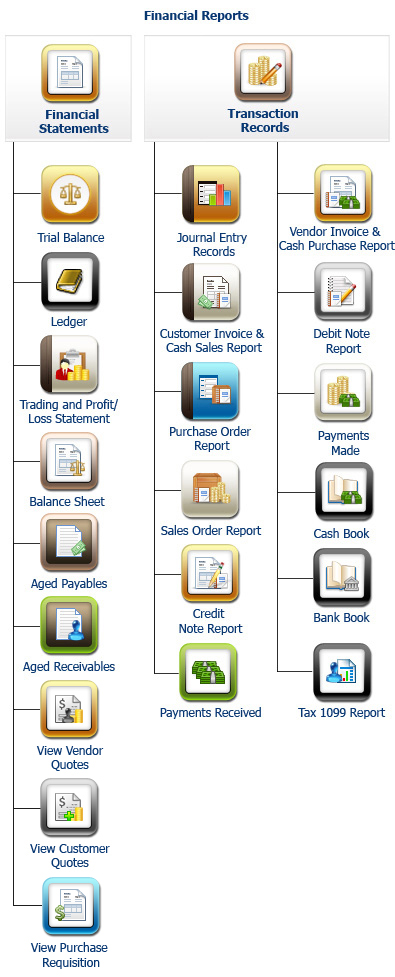 Financial Reports
Financial
Statements
Transaction
Records
Trial Balance
Ledger
Trading and Profit/
Loss Statement
Balance Sheet
Aged Payables
Aged Receivables
View Vendor
Quotes
View Customer
Quotes
View Purchase
Requisition
Journal Entry
Records
Customer Invoice &
Cash Sales Report
Purchase Order
Report
Sales Order Report
Credit
Note Report
Payments Received
Vendor Invoice &
Cash Purchase Report
Debit Note
Report
Payments
Made
Cash Book
Bank Book
Tax 1099 Report